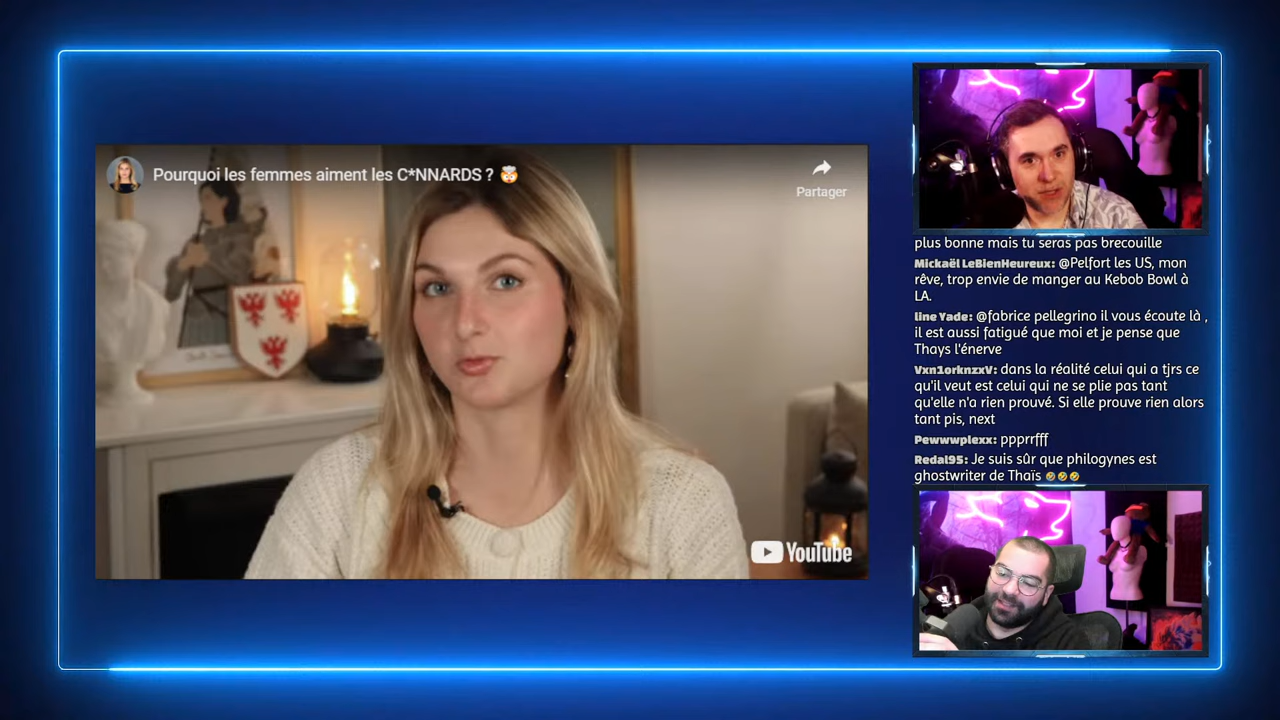 Pourquoi les femmes aiment les C*NNARDS ? 🤯
Partager
YouTube
plus bonne mais tu seras pas brecouille
Mickaël LeBienHeureux: @Pelfort les US, mon
rêve, trop envie de manger au Kebob Bowl à
LA.
line Yade: @fabrice pellegrino il vous écoute là ,
il est aussi fatigué que moi et je pense que
Thays l'énerve
Vxn1orknzxV: dans la réalité celui qui a tjrs ce
qu'il veut est celui qui ne se plie pas tant
qu'elle n'a rien prouvé. Si elle prouve rien alors
tant pis, next
Pewwwplexx: ppprrfff
Redal95: Je suis sûr que philogynes est
ghostwriter de Thaïs 🤣🤣🤣